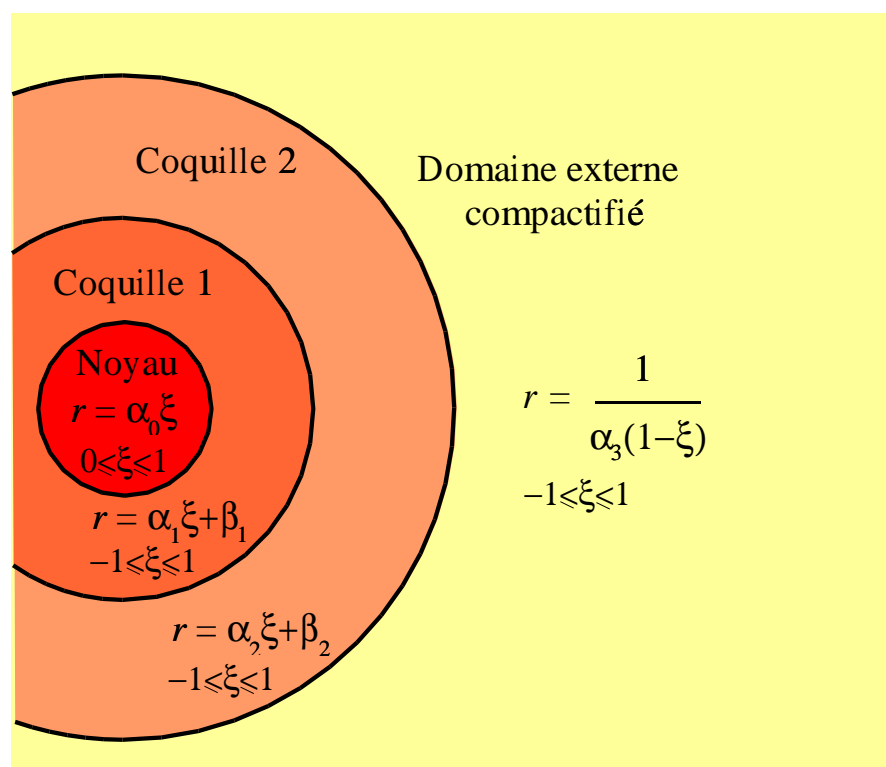 Coquille 2
Domaine externe
compactifié
Coquille 1
Noyau
r = α₀ξ
0⩽ξ⩽1
r = α₁ξ+β₁
−1⩽ξ⩽1
r = α₂ξ+β₂
−1⩽ξ⩽1
r = 1 / α₃(1−ξ)
−1⩽ξ⩽1